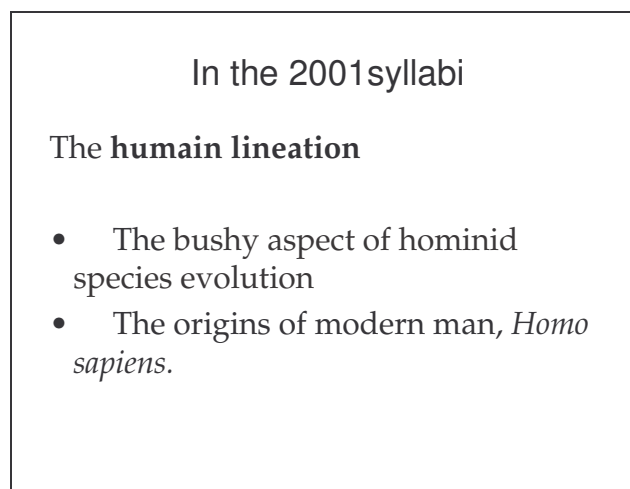 In the 2001syllabi
The humain lineation
• The bushy aspect of hominid
species evolution
• The origins of modern man, Homo
sapiens.